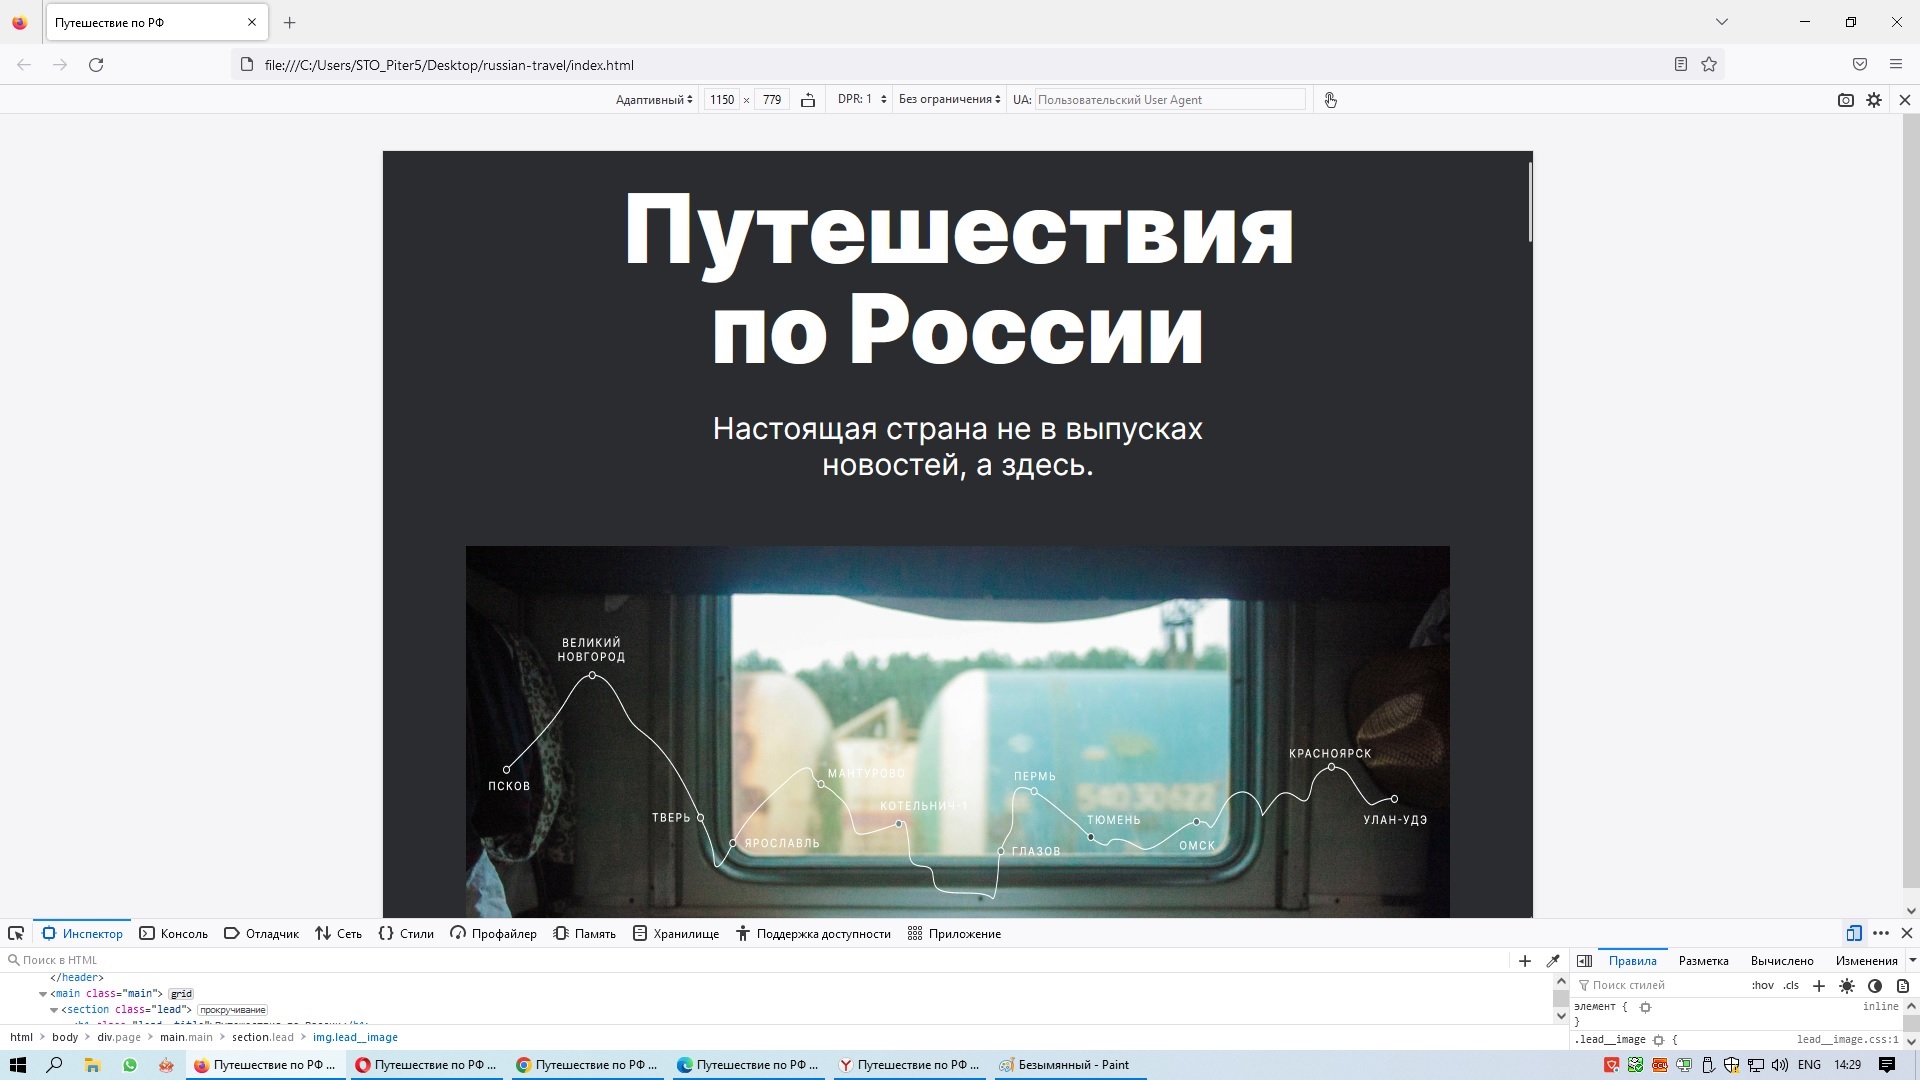 Путешествие по РФ
file:///C:/Users/STO_Piter5/Desktop/russian-travel/index.html
Адаптивный 1150 × 779 DPR: 1 Без ограничения UA: Пользовательский User Agent
Путешествия
по России
Настоящая страна не в выпусках
новостей, а здесь.
ВЕЛИКИЙ
НОВГОРОД
ПСКОВ
ТВЕРЬ
ЯРОСЛАВЛЬ
МАНТУРОВО
КОТЕЛЬНИЧ-1
ГЛАЗОВ
ПЕРМЬ
54030622
ТЮМЕНЬ
ОМСК
КРАСНОЯРСК
УЛАН-УДЭ
Инспектор Консоль Отладчик Сеть Стили Профайлер Память Хранилище Поддержка доступности Приложение
Поиск в HTML
</header>
<main class="main"> grid
<section class="lead"> прокручивание
html > body > div.page > main.main > section.lead > img.lead__image
Правила Разметка Вычислено Изменения
Поиск стилей :hov .cls
элемент { inline
}
.lead__image { lead__image.css:1
Путешествие по РФ ... Путешествие по РФ ... Путешествие по РФ ... Путешествие по РФ ... Путешествие по РФ ... Безымянный - Paint ENG 14:29